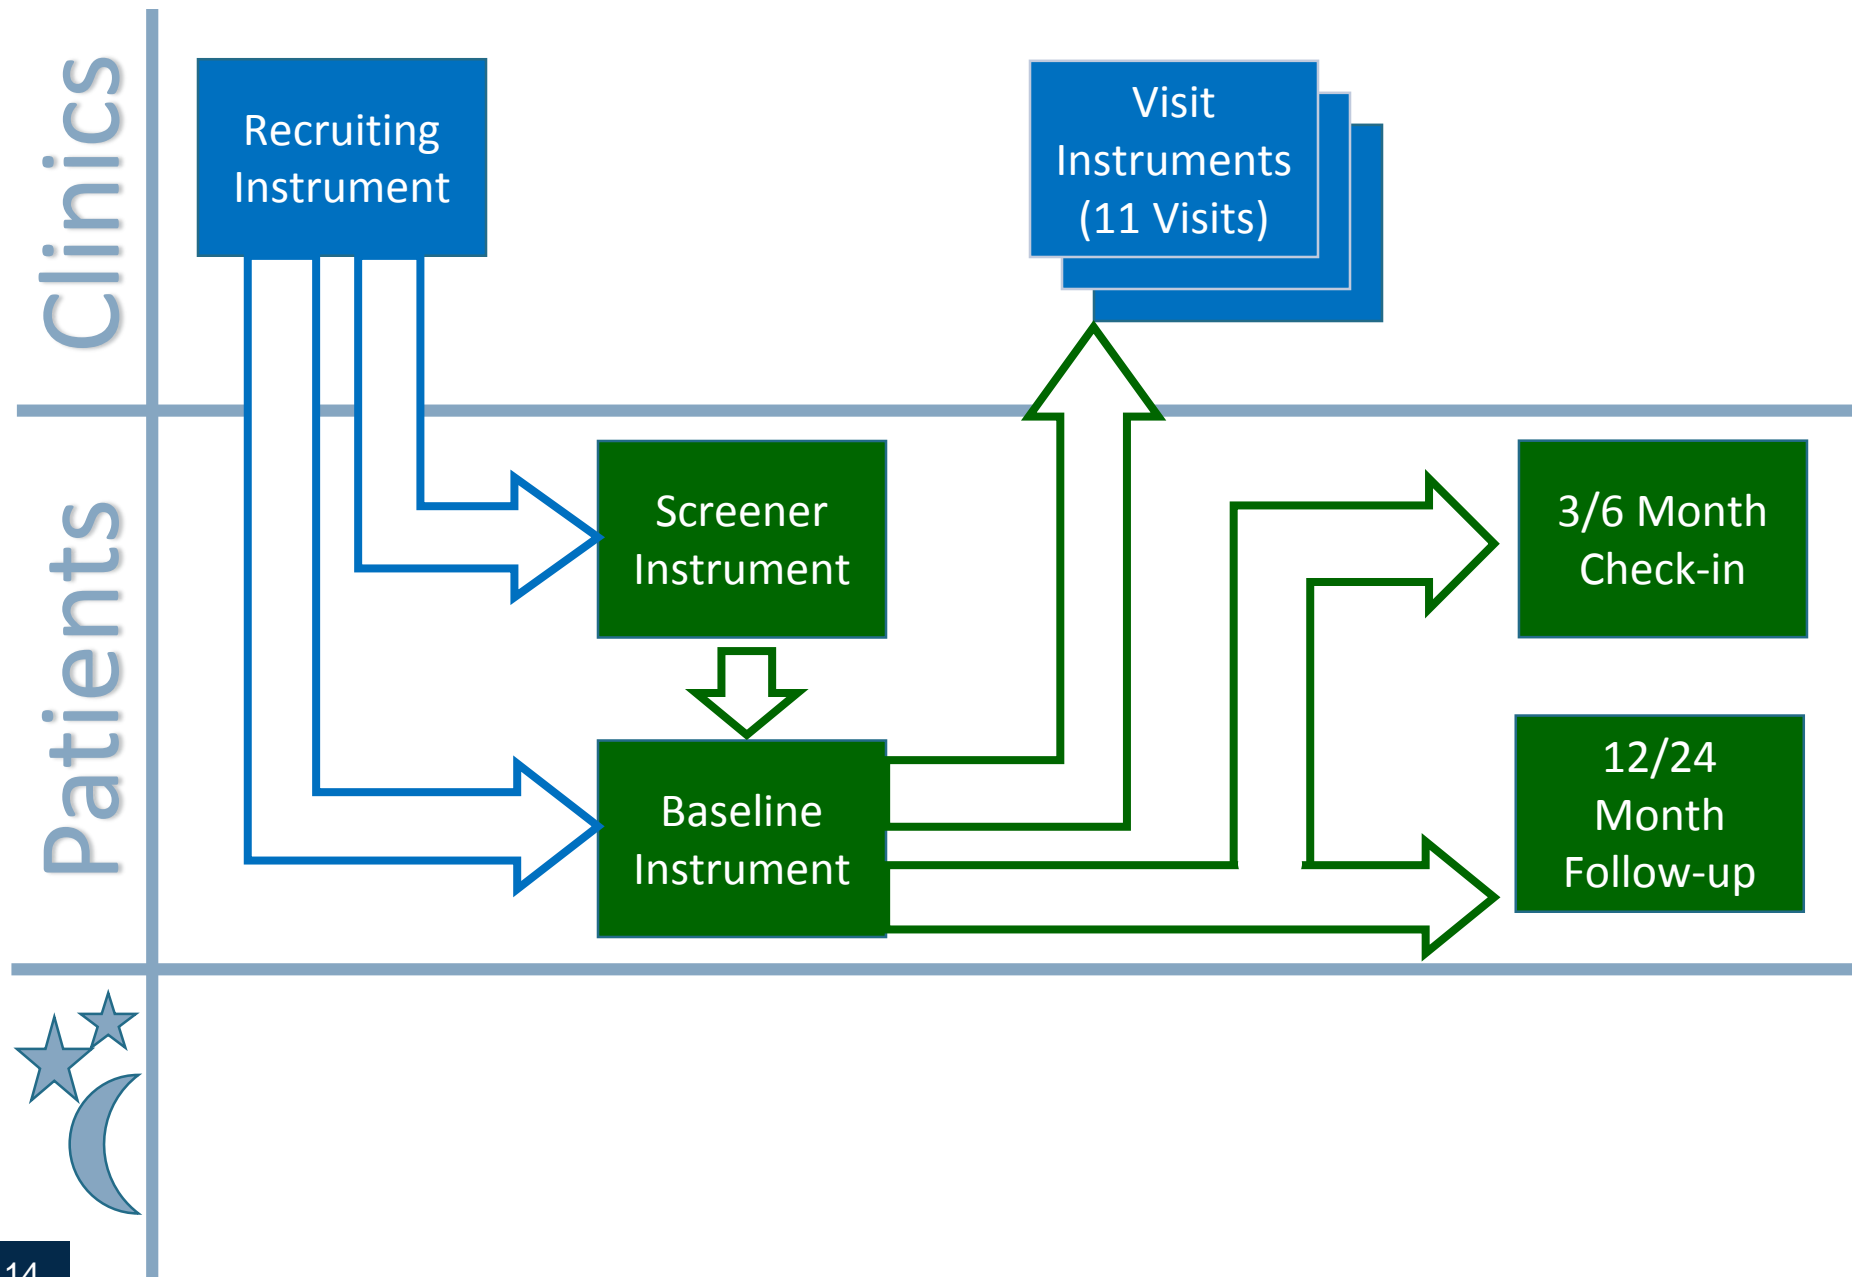 Clinics
Recruiting
Instrument
Visit
Instruments
(11 Visits)
Patients
Screener
Instrument
3/6 Month
Check-in
Baseline
Instrument
12/24
Month
Follow-up
14